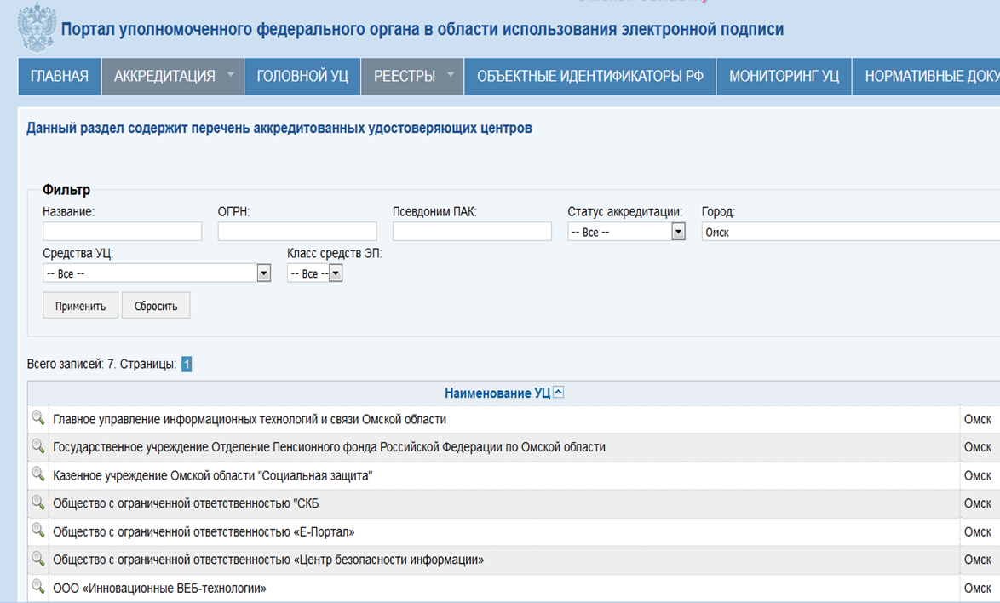 Портал уполномоченного федерального органа в области использования электронной подписи
ГЛАВНАЯ АККРЕДИТАЦИЯ ГОЛОВНОЙ УЦ РЕЕСТРЫ ОБЪЕКТНЫЕ ИДЕНТИФИКАТОРЫ РФ МОНИТОРИНГ УЦ НОРМАТИВНЫЕ ДОКУ
Данный раздел содержит перечень аккредитованных удостоверяющих центров
Фильтр
Название: ОГРН: Псевдоним ПАК: Статус аккредитации: Город:
-- Все -- Омск
Средства УЦ: Класс средств ЭП:
-- Все -- -- Все --
Применить Сбросить
Всего записей: 7. Страницы: 1
Наименование УЦ
Главное управление информационных технологий и связи Омской области Омск
Государственное учреждение Отделение Пенсионного фонда Российской Федерации по Омской области Омск
Казенное учреждение Омской области "Социальная защита" Омск
Общество с ограниченной ответственностью "СКБ Омск
Общество с ограниченной ответственностью «Е-Портал» Омск
Общество с ограниченной ответственностью «Центр безопасности информации» Омск
ООО «Инновационные ВЕБ-технологии» Омск